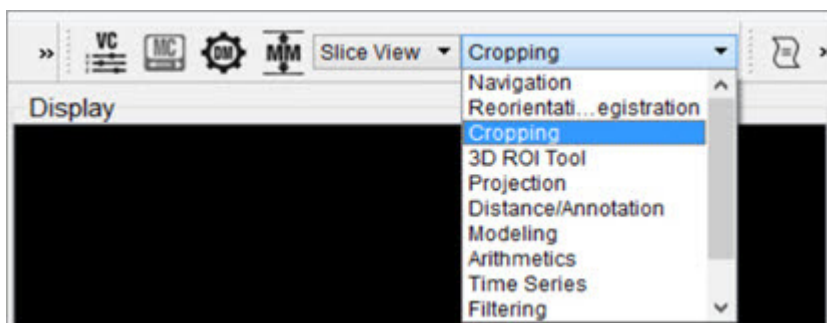 » VC MC DM MM Slice View Cropping »
Display
Navigation
Reorientati...egistration
Cropping
3D ROI Tool
Projection
Distance/Annotation
Modeling
Arithmetics
Time Series
Filtering